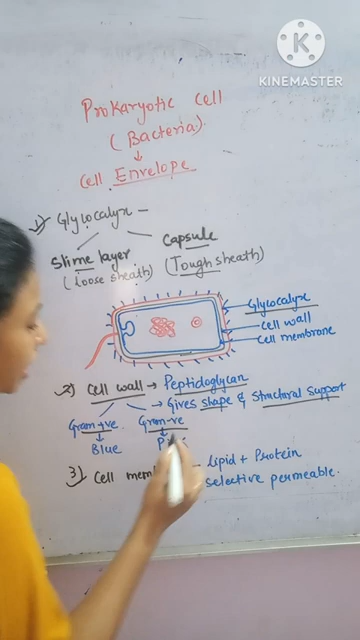 K
KINEMASTER
Prokaryotic Cell
(Bacteria)
↓
Cell Envelope
1) Glycocalyx -
Slime layer Capsule
(Loose sheath) (Tough sheath)
Glycocalyx
Cell wall
Cell membrane
2) Cell wall → Peptidoglycan
→ Gives shape & Structural Support
Gram +ve Gram -ve
↓ ↓
Blue
3) Cell Lipid + Protein
selective permeable.